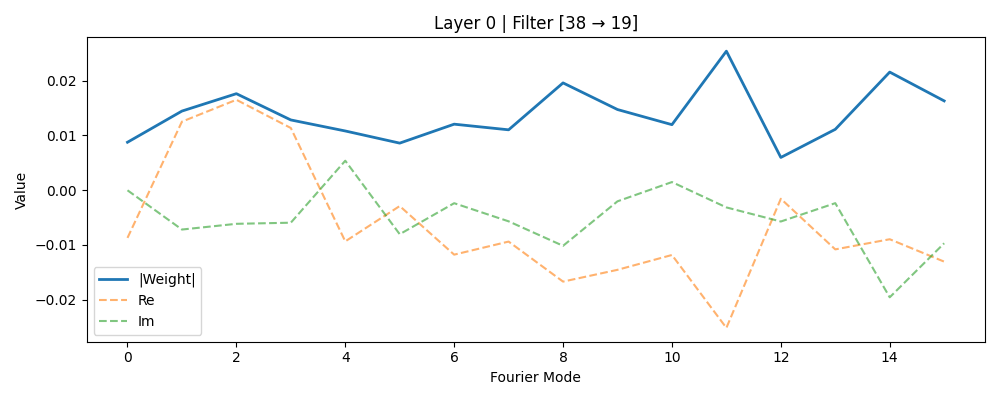 Layer 0 | Filter [38 → 19]
Value
0.02
0.01
0.00
−0.01
−0.02
|Weight|
Re
Im
0 2 4 6 8 10 12 14
Fourier Mode